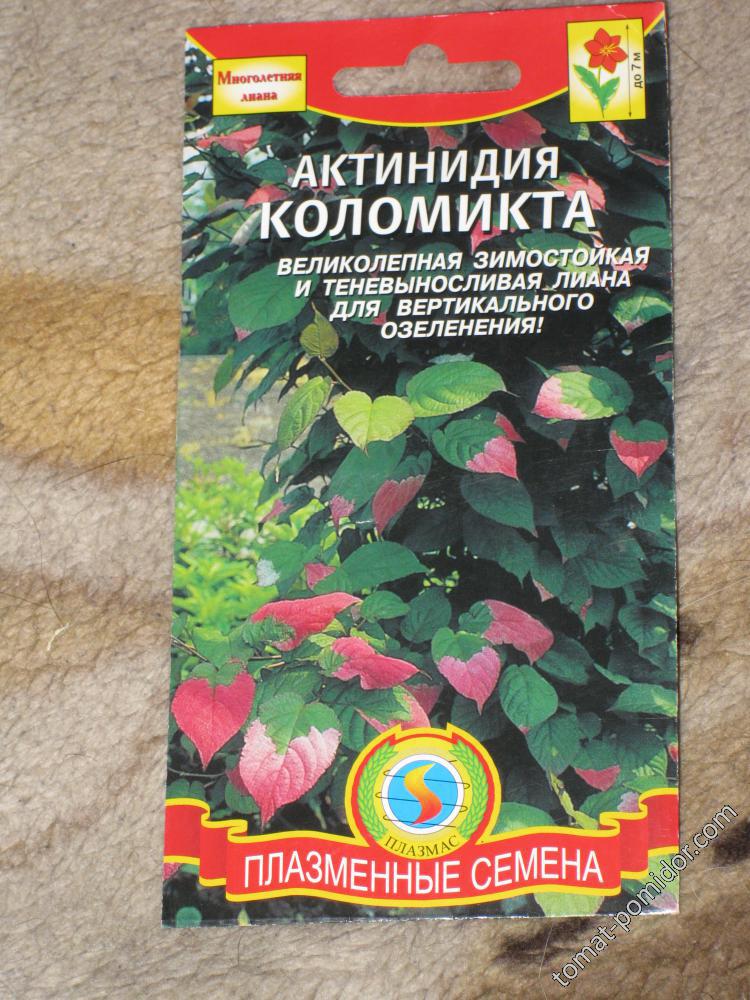 Многолетняя
лиана
до 7 м
АКТИНИДИЯ
КОЛОМИКТА
ВЕЛИКОЛЕПНАЯ ЗИМОСТОЙКАЯ
И ТЕНЕВЫНОСЛИВАЯ ЛИАНА
ДЛЯ ВЕРТИКАЛЬНОГО
ОЗЕЛЕНЕНИЯ!
ПЛАЗМАС
ПЛАЗМЕННЫЕ СЕМЕНА
tomat-pomidor.com